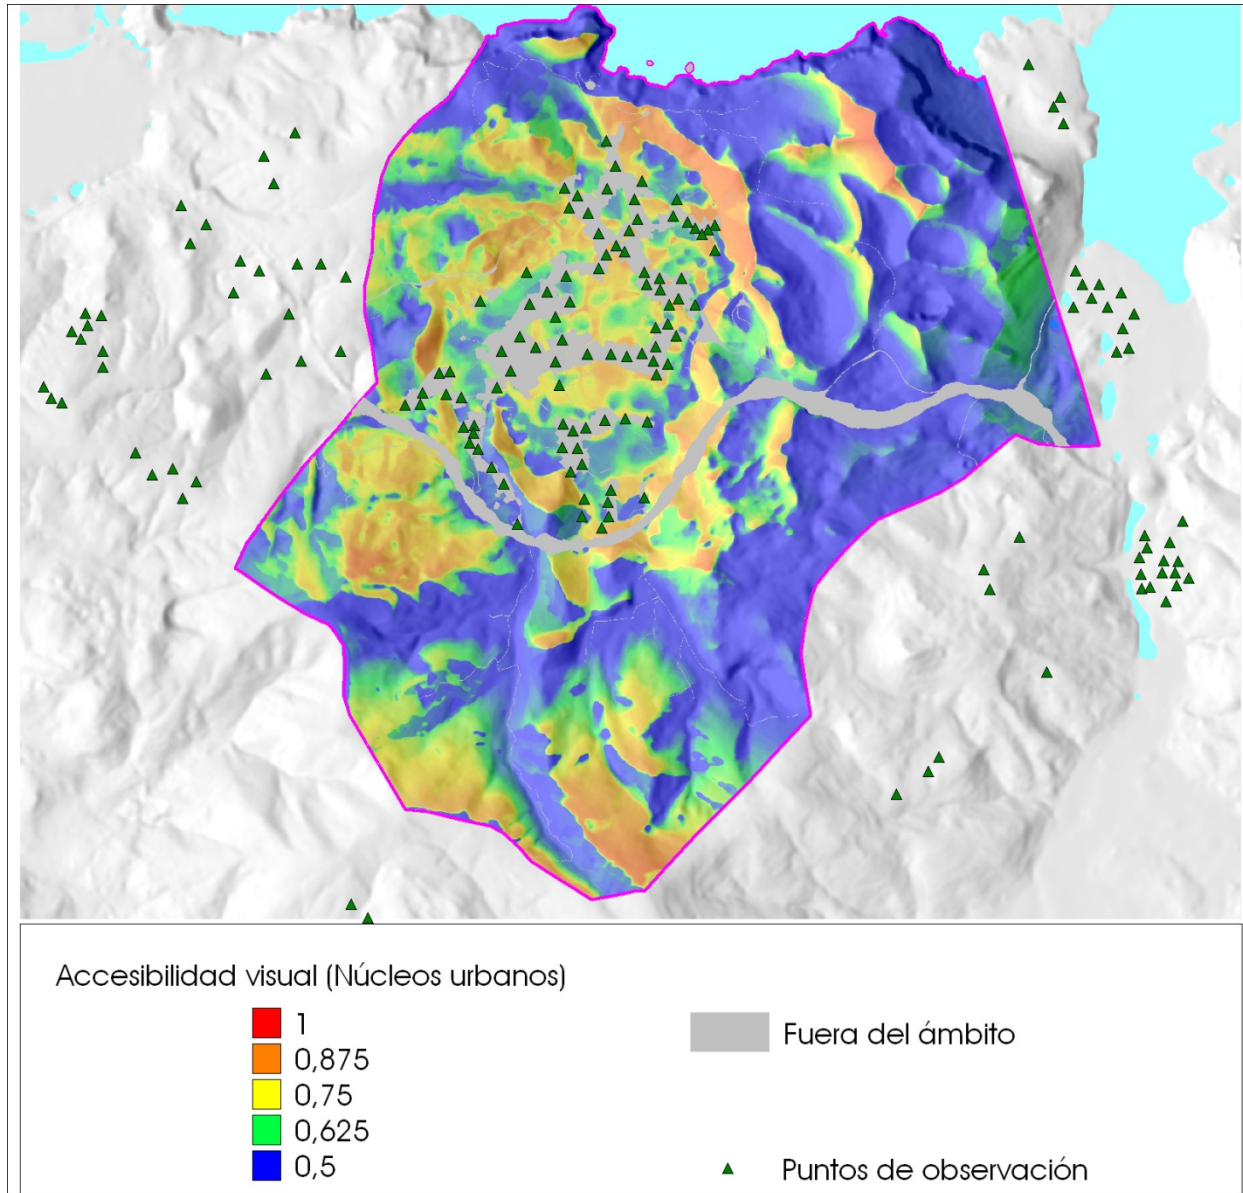 Accesibilidad visual (Núcleos urbanos)
1
0,875
0,75
0,625
0,5
Fuera del ámbito
Puntos de observación